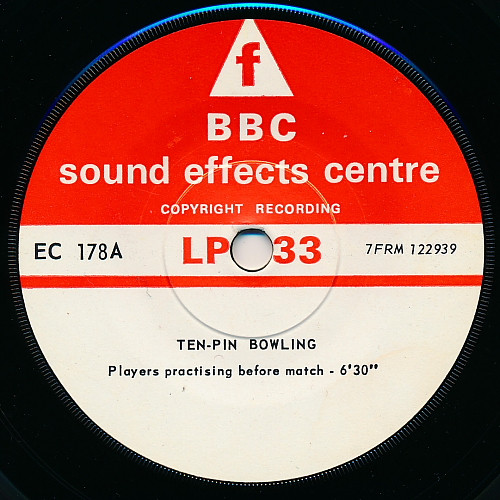 f
BBC
sound effects centre
COPYRIGHT RECORDING
EC 178A LP 33 7FRM 122939
TEN-PIN BOWLING
Players practising before match - 6'30"